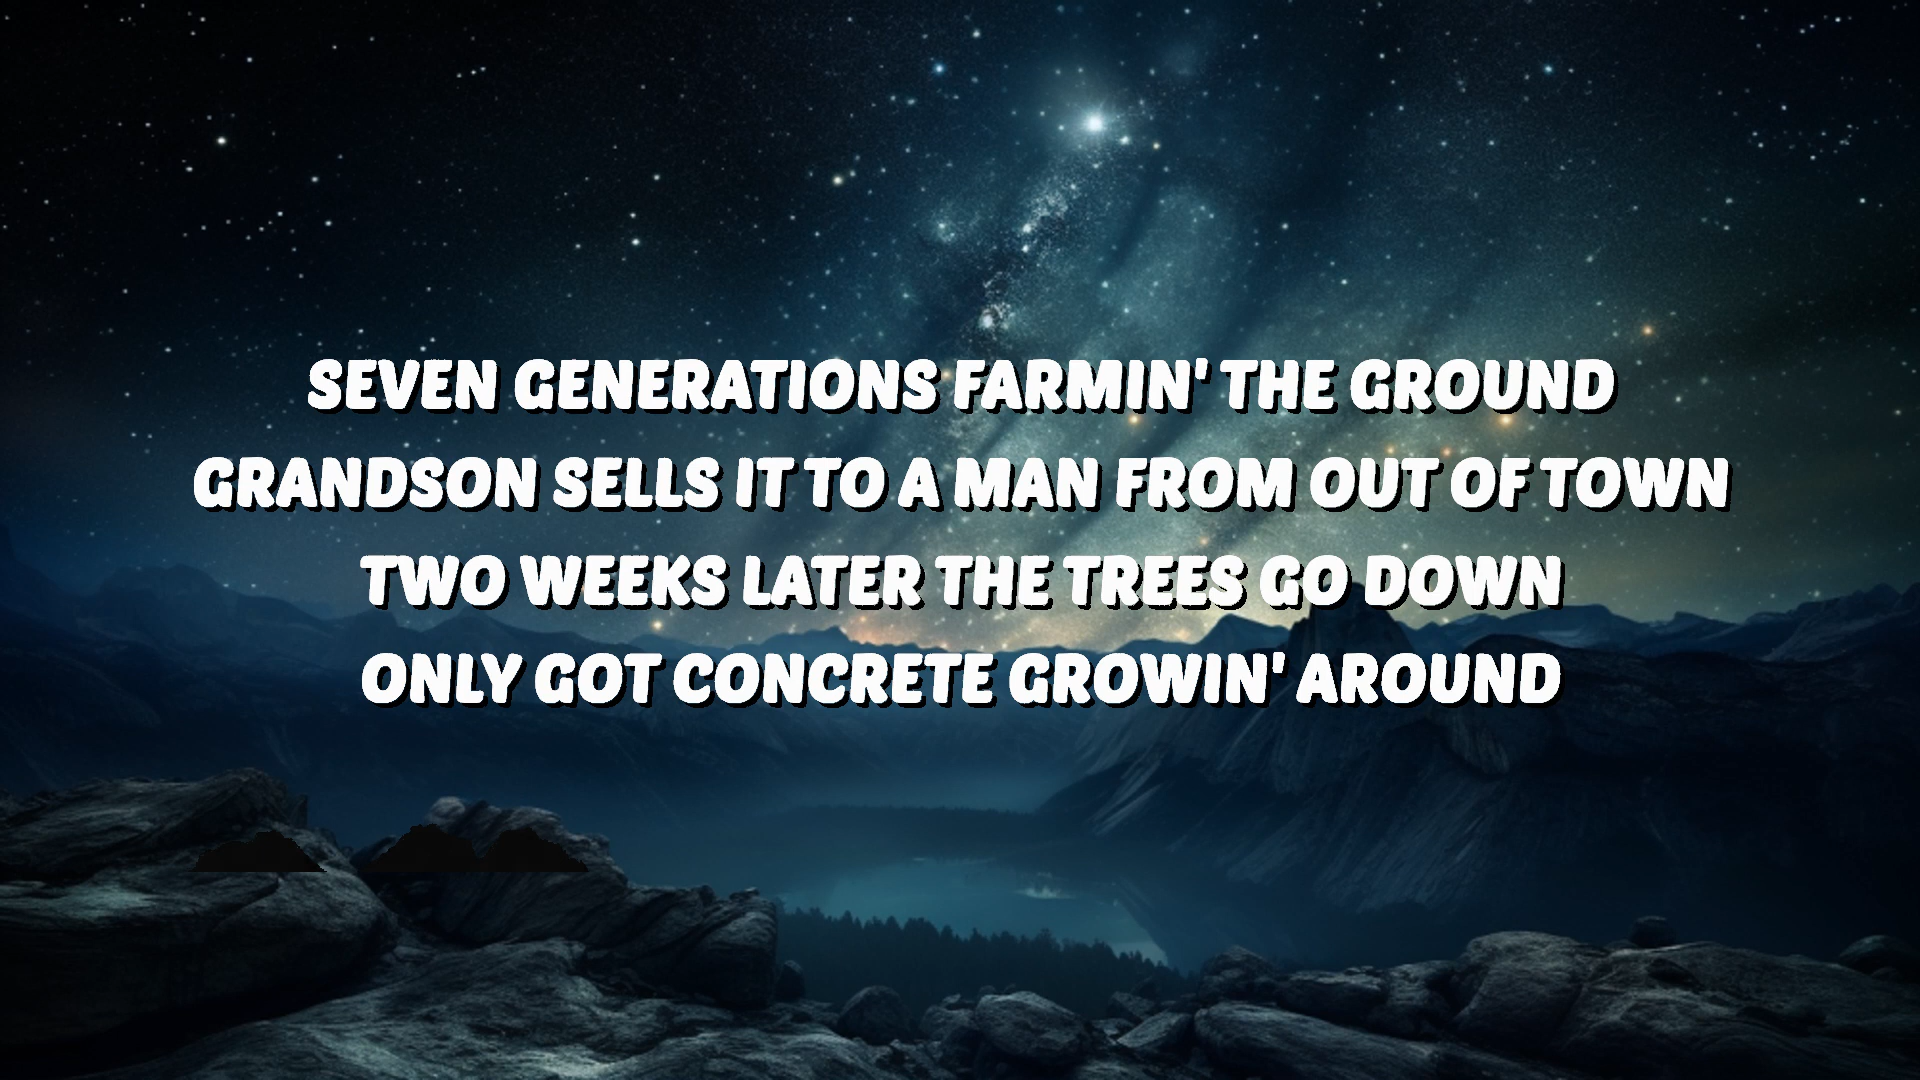 SEVEN GENERATIONS FARMIN' THE GROUND
GRANDSON SELLS IT TO A MAN FROM OUT OF TOWN
TWO WEEKS LATER THE TREES GO DOWN
ONLY GOT CONCRETE GROWIN' AROUND